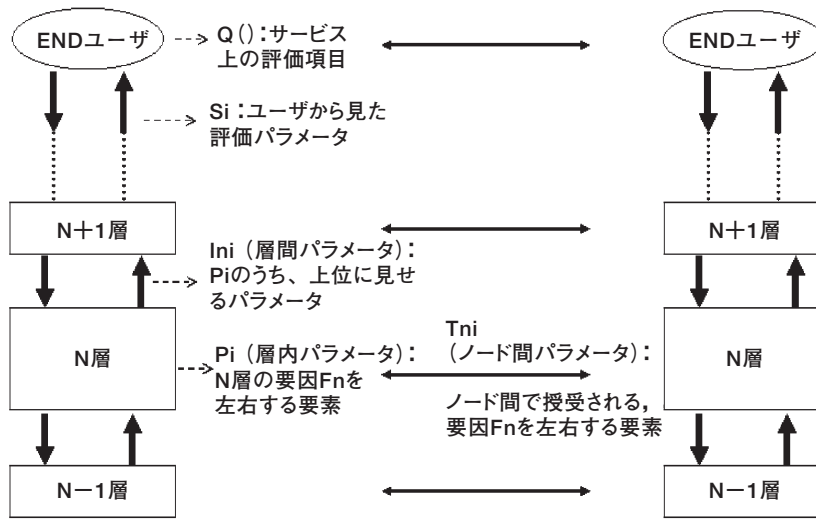 ENDユーザ
Q():サービス
上の評価項目
ENDユーザ
Si:ユーザから見た
評価パラメータ
N+1層
N+1層
Ini(層間パラメータ):
Piのうち、上位に見せ
るパラメータ
N層
Pi(層内パラメータ):
N層の要因Fnを
左右する要素
Tni
(ノード間パラメータ):
ノード間で授受される,
要因Fnを左右する要素
N層
N-1層
N-1層